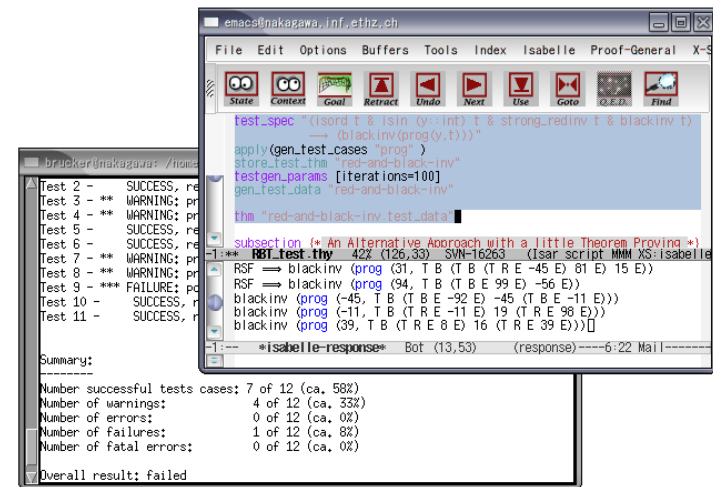 emacs@nakagawa.inf.ethz.ch
File Edit Options Buffers Tools Index Isabelle Proof-General X-S
State Context Goal Retract Undo Next Use Goto Q.E.D. Find
test_spec "(isord t & isin (y::int) t & strong_redinv t & blackinv t)
⟶ (blackinv(prog(y,t)))"
apply(gen_test_cases "prog" )
store_test_thm "red-and-black-inv"
testgen_params [iterations=100]
gen_test_data "red-and-black-inv"
thm "red-and-black-inv.test_data"
subsection {* An Alternative Approach with a little Theorem Proving *}
-1:** RBT_test.thy 42% (126,33) SVN-16263 (Isar script MMM XS:isabelle
RSF ⟹ blackinv (prog (31, T B (T B (T R E -45 E) 81 E) 15 E))
RSF ⟹ blackinv (prog (94, T B (T B E 99 E) -56 E))
blackinv (prog (-45, T B (T B E -92 E) -45 (T B E -11 E)))
blackinv (prog (-11, T B (T R E -11 E) 19 (T R E 98 E)))
blackinv (prog (39, T B (T R E 8 E) 16 (T R E 39 E)))
-1:-- *isabelle-response* Bot (13,53) (response)----6:22 Mail-------
brucker@nakagawa: /home
Test 2 - SUCCESS, re
Test 3 - ** WARNING: pr
Test 4 - ** WARNING: pr
Test 5 - SUCCESS, re
Test 6 - SUCCESS, re
Test 7 - ** WARNING: pr
Test 8 - ** WARNING: pr
Test 9 - *** FAILURE: po
Test 10 - SUCCESS, r
Test 11 - SUCCESS, r
Summary:
--------
Number successful tests cases: 7 of 12 (ca. 58%)
Number of warnings: 4 of 12 (ca. 33%)
Number of errors: 0 of 12 (ca. 0%)
Number of failures: 1 of 12 (ca. 8%)
Number of fatal errors: 0 of 12 (ca. 0%)
Overall result: failed